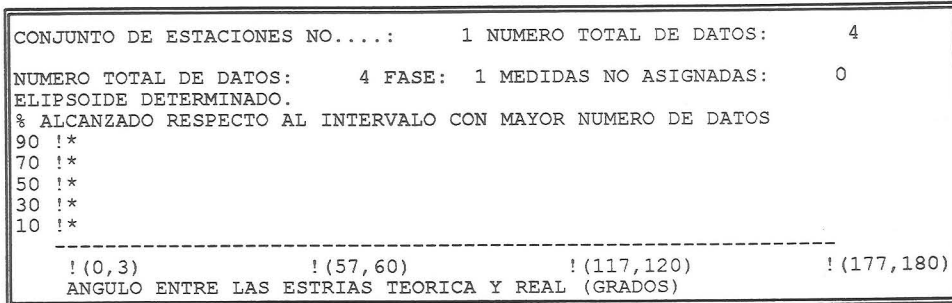 CONJUNTO DE ESTACIONES NO....:     1 NUMERO TOTAL DE DATOS:     4
NUMERO TOTAL DE DATOS:     4 FASE:  1 MEDIDAS NO ASIGNADAS:     0
ELIPSOIDE DETERMINADO.
% ALCANZADO RESPECTO AL INTERVALO CON MAYOR NUMERO DE DATOS
90 !*
70 !*
50 !*
30 !*
10 !*
------------------------------------------------------------
!(0,3)            !(57,60)            !(117,120)          !(177,180)
ANGULO ENTRE LAS ESTRIAS TEORICA Y REAL (GRADOS)